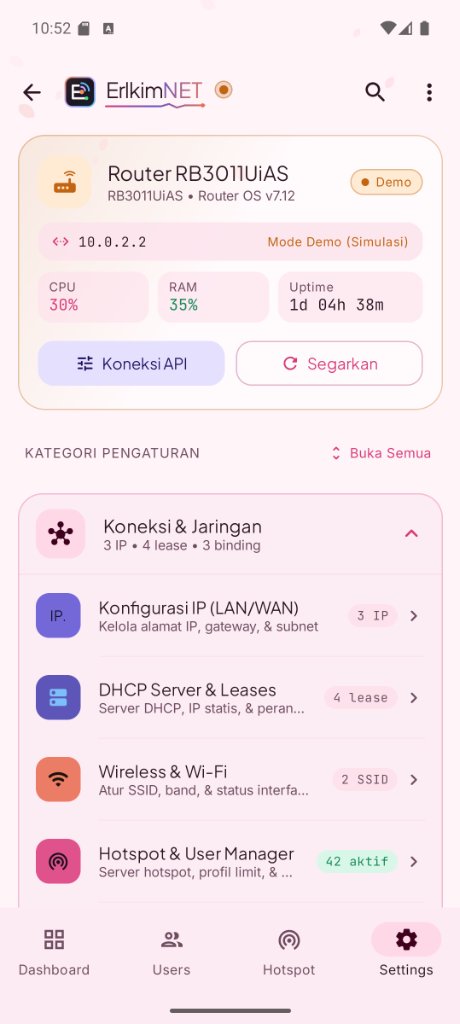 10:52
A
ErlkimNET
Router RB3011UiAS
RB3011UiAS • Router OS v7.12
Demo
10.0.2.2
Mode Demo (Simulasi)
CPU
30%
RAM
35%
Uptime
1d 04h 38m
Koneksi API
Segarkan
KATEGORI PENGATURAN
Buka Semua
Koneksi & Jaringan
3 IP • 4 lease • 3 binding
IP.
Konfigurasi IP (LAN/WAN)
Kelola alamat IP, gateway, & subnet
3 IP
DHCP Server & Leases
Server DHCP, IP statis, & peran...
4 lease
Wireless & Wi-Fi
Atur SSID, band, & status interfa...
2 SSID
Hotspot & User Manager
Server hotspot, profil limit, & ...
42 aktif
Dashboard
Users
Hotspot
Settings